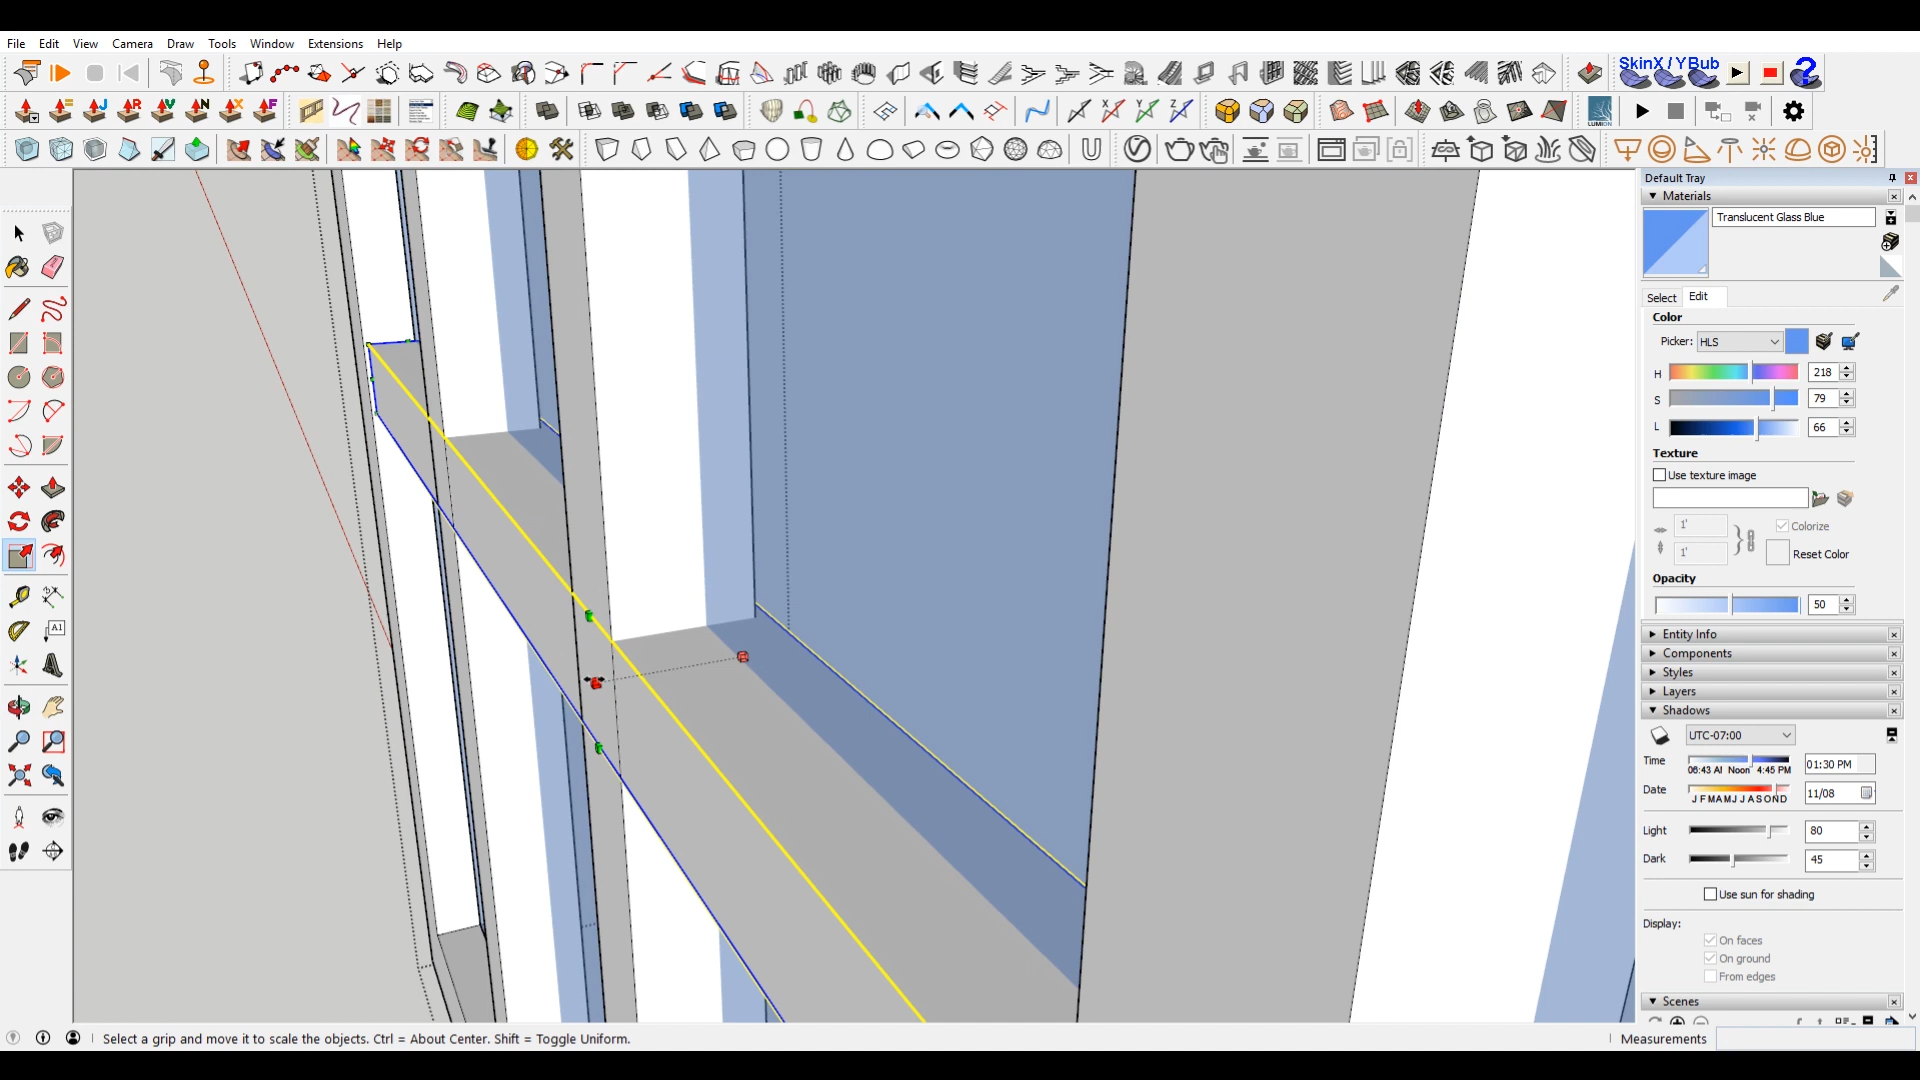 File Edit View Camera Draw Tools Window Extensions Help
SkinX / YBub
J R V N X F
X Y Z
LUMION
A1
Default Tray
Materials
Translucent Glass Blue
Select Edit
Color
Picker: HLS
H 218
S 79
L 66
Texture
Use texture image
1' Colorize
1' Reset Color
Opacity
50
Entity Info
Components
Styles
Layers
Shadows
UTC-07:00
Time 06:43 AI Noon 4:45 PM 01:30 PM
Date J F M A M J J A S O N D 11/08
Light 80
Dark 45
Use sun for shading
Display:
On faces
On ground
From edges
Scenes
Select a grip and move it to scale the objects. Ctrl = About Center. Shift = Toggle Uniform.
Measurements